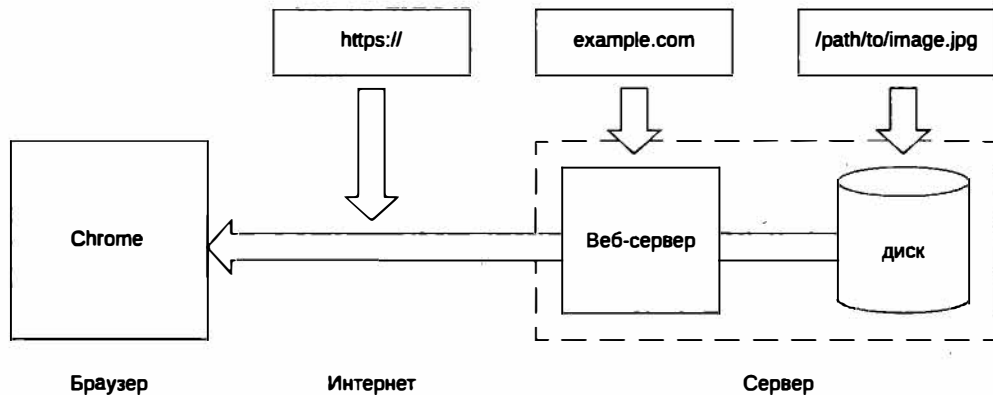 https://
example.com
/path/to/image.jpg
Chrome
Веб-сервер
диск
Браузер
Интернет
Сервер